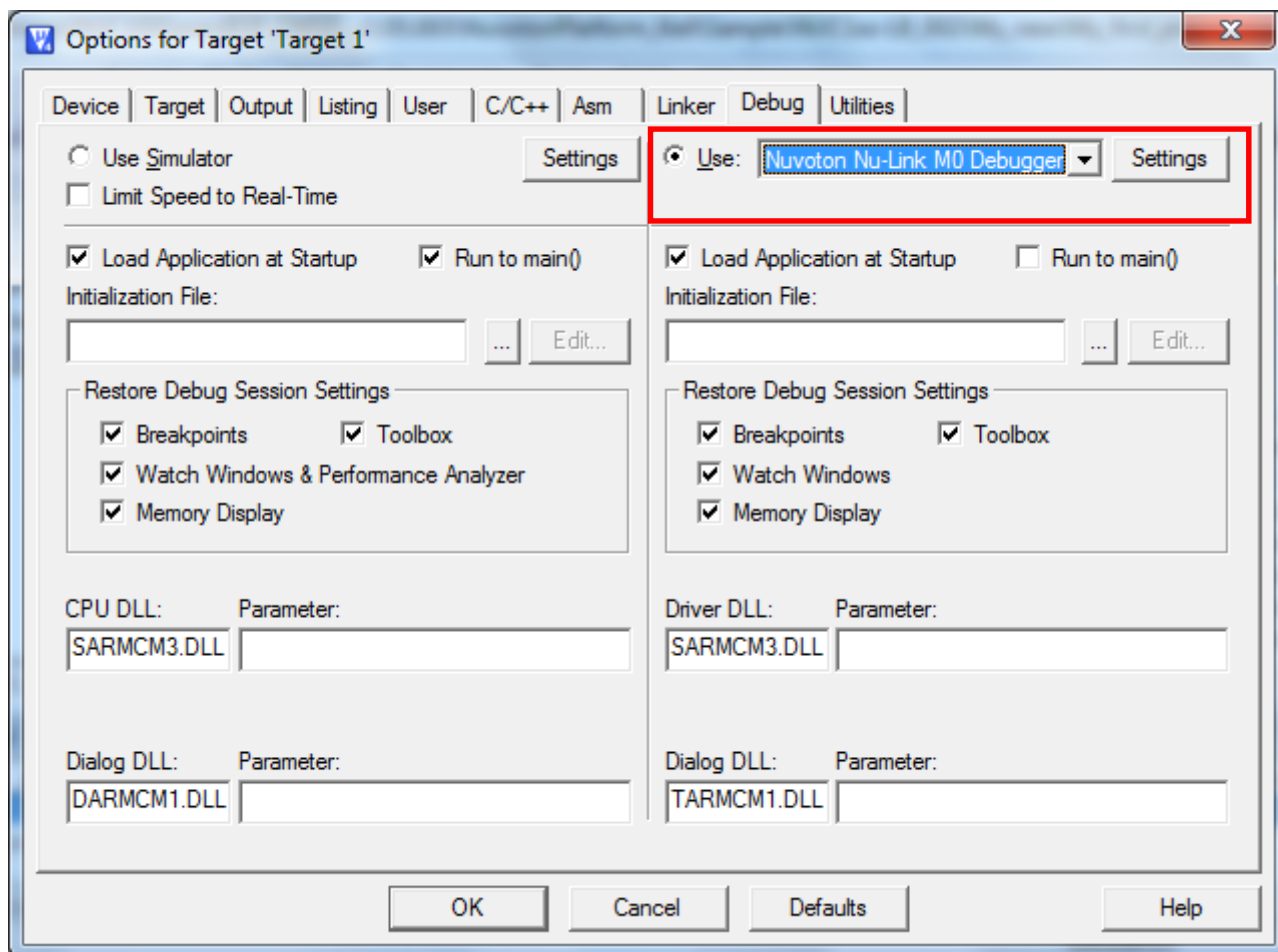 Options for Target 'Target 1'
Device Target Output Listing User C/C++ Asm Linker Debug Utilities
Use Simulator Settings
Limit Speed to Real-Time
Use: Nuvoton Nu-Link M0 Debugger Settings
Load Application at Startup Run to main()
Initialization File:
... Edit...
Restore Debug Session Settings
Breakpoints Toolbox
Watch Windows & Performance Analyzer
Memory Display
CPU DLL: Parameter:
SARMCM3.DLL
Dialog DLL: Parameter:
DARMCM1.DLL
Load Application at Startup Run to main()
Initialization File:
... Edit...
Restore Debug Session Settings
Breakpoints Toolbox
Watch Windows
Memory Display
Driver DLL: Parameter:
SARMCM3.DLL
Dialog DLL: Parameter:
TARMCM1.DLL
OK Cancel Defaults Help